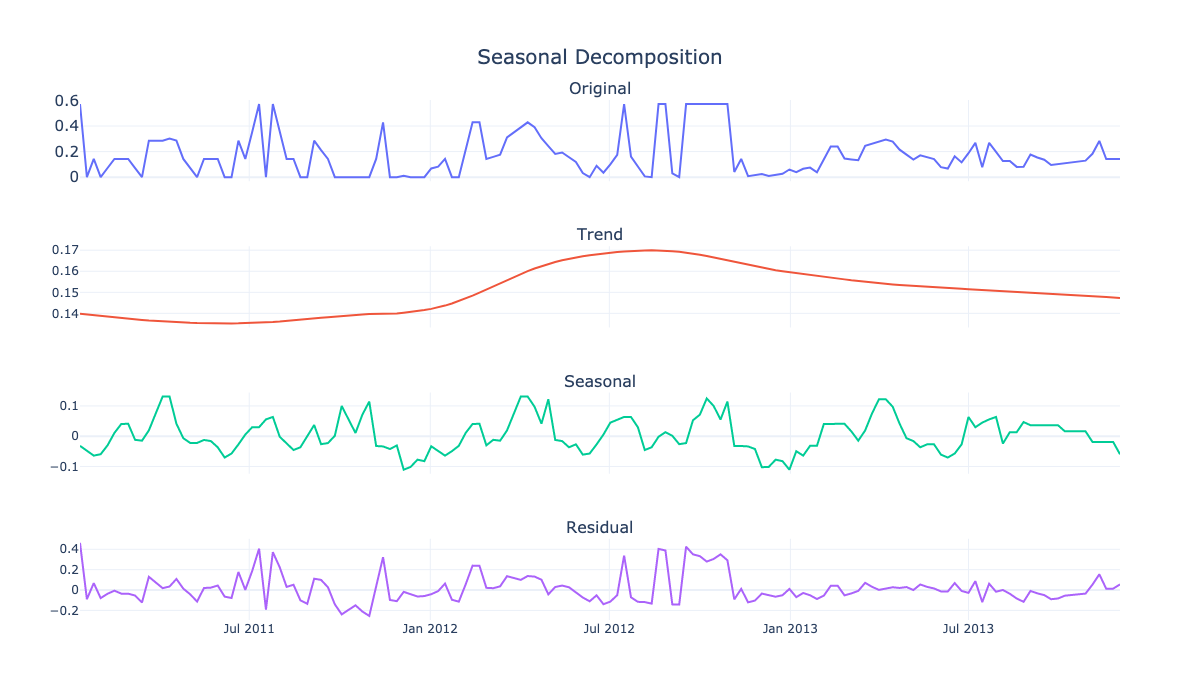 Seasonal Decomposition
Original
0.6
0.4
0.2
0
Trend
0.17
0.16
0.15
0.14
Seasonal
0.1
0
−0.1
Residual
0.4
0.2
0
−0.2
Jul 2011 Jan 2012 Jul 2012 Jan 2013 Jul 2013